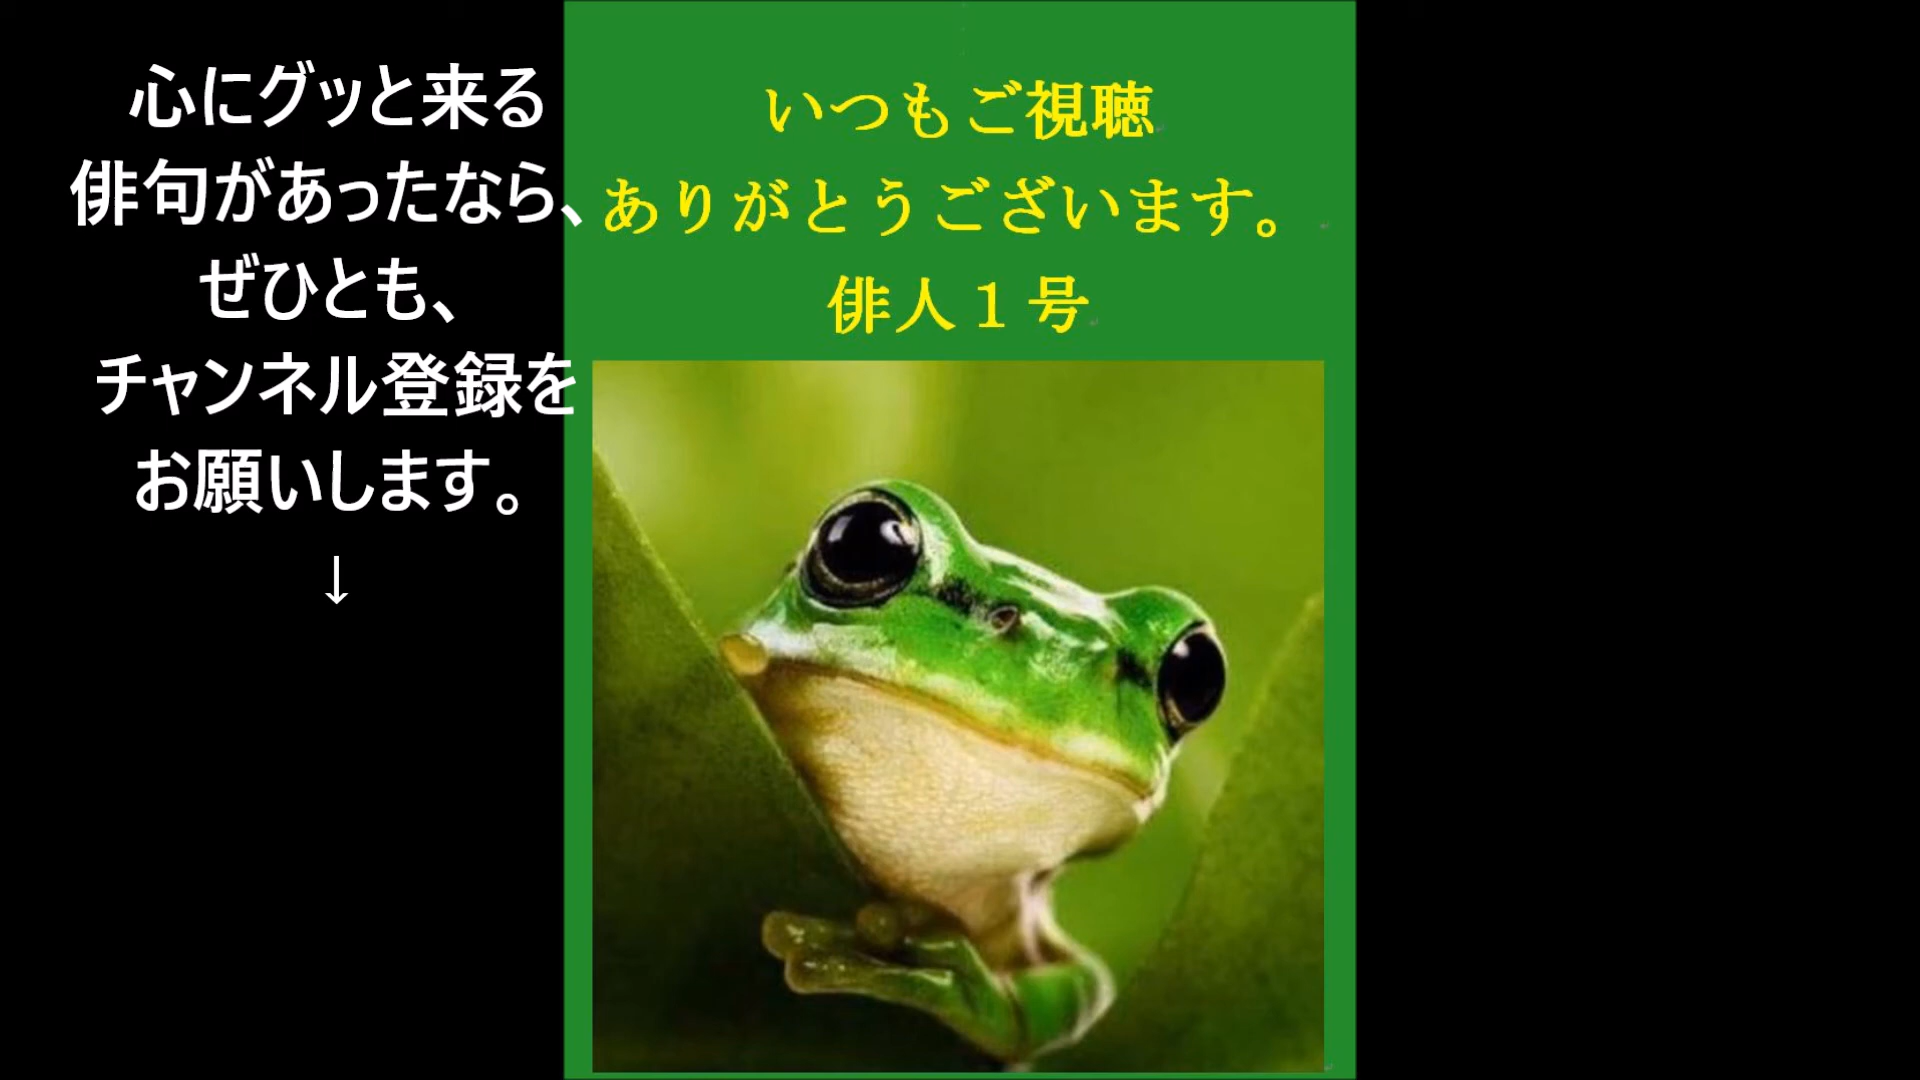 心にグッと来る
俳句があったなら、
ぜひとも、
チャンネル登録を
お願いします。
↓
いつもご視聴
ありがとうございます。
俳人１号